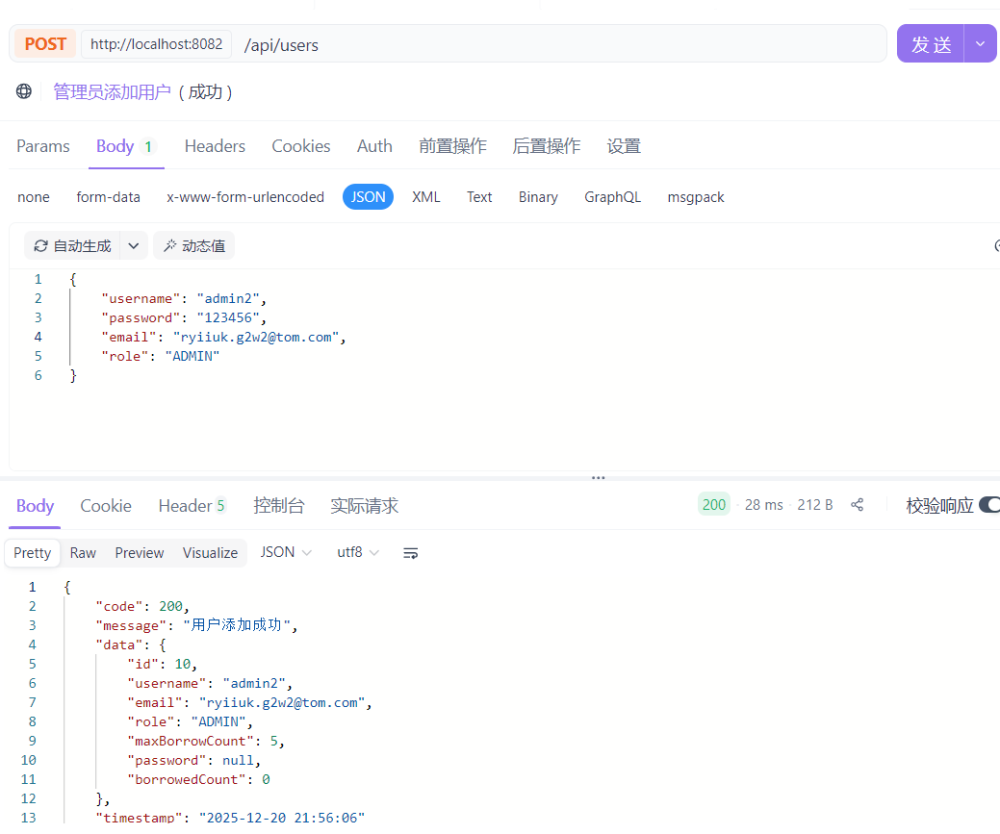 POST http://localhost:8082 /api/users 发 送
管理员添加用户 ( 成功 )
Params Body 1 Headers Cookies Auth 前置操作 后置操作 设置
none form-data x-www-form-urlencoded JSON XML Text Binary GraphQL msgpack
自动生成 动态值
1 {
2 "username": "admin2",
3 "password": "123456",
4 "email": "ryiiuk.g2w2@tom.com",
5 "role": "ADMIN"
6 }
Body Cookie Header 5 控制台 实际请求 200 · 28 ms · 212 B 校验响应
Pretty Raw Preview Visualize JSON utf8
1 {
2 "code": 200,
3 "message": "用户添加成功",
4 "data": {
5 "id": 10,
6 "username": "admin2",
7 "email": "ryiiuk.g2w2@tom.com",
8 "role": "ADMIN",
9 "maxBorrowCount": 5,
10 "password": null,
11 "borrowedCount": 0
12 },
13 "timestamp": "2025-12-20 21:56:06"